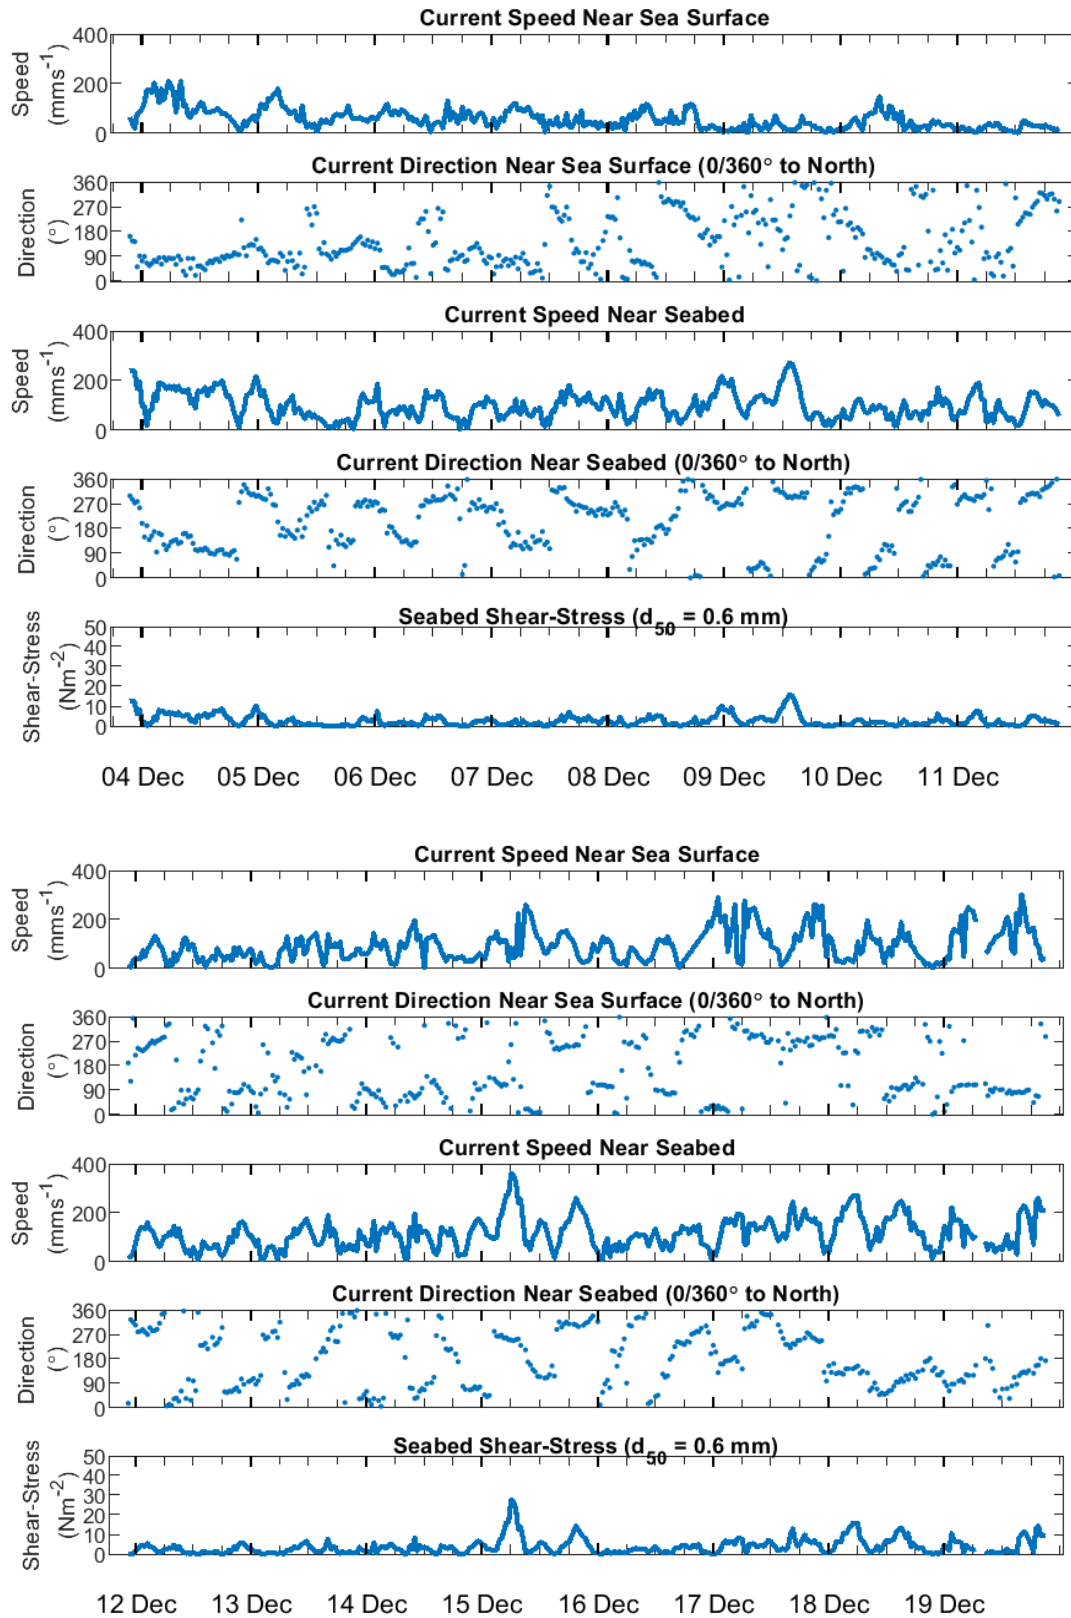 Current Speed Near Sea Surface
Speed
(mms⁻¹)
400
200
0
Current Direction Near Sea Surface (0/360° to North)
Direction
(°)
360
270
180
90
0
Current Speed Near Seabed
Speed
(mms⁻¹)
400
200
0
Current Direction Near Seabed (0/360° to North)
Direction
(°)
360
270
180
90
0
Seabed Shear-Stress (d₅₀ = 0.6 mm)
Shear-Stress
(Nm⁻²)
50
40
30
20
10
0
04 Dec 05 Dec 06 Dec 07 Dec 08 Dec 09 Dec 10 Dec 11 Dec
Current Speed Near Sea Surface
Speed
(mms⁻¹)
400
200
0
Current Direction Near Sea Surface (0/360° to North)
Direction
(°)
360
270
180
90
0
Current Speed Near Seabed
Speed
(mms⁻¹)
400
200
0
Current Direction Near Seabed (0/360° to North)
Direction
(°)
360
270
180
90
0
Seabed Shear-Stress (d₅₀ = 0.6 mm)
Shear-Stress
(Nm⁻²)
50
40
30
20
10
0
12 Dec 13 Dec 14 Dec 15 Dec 16 Dec 17 Dec 18 Dec 19 Dec